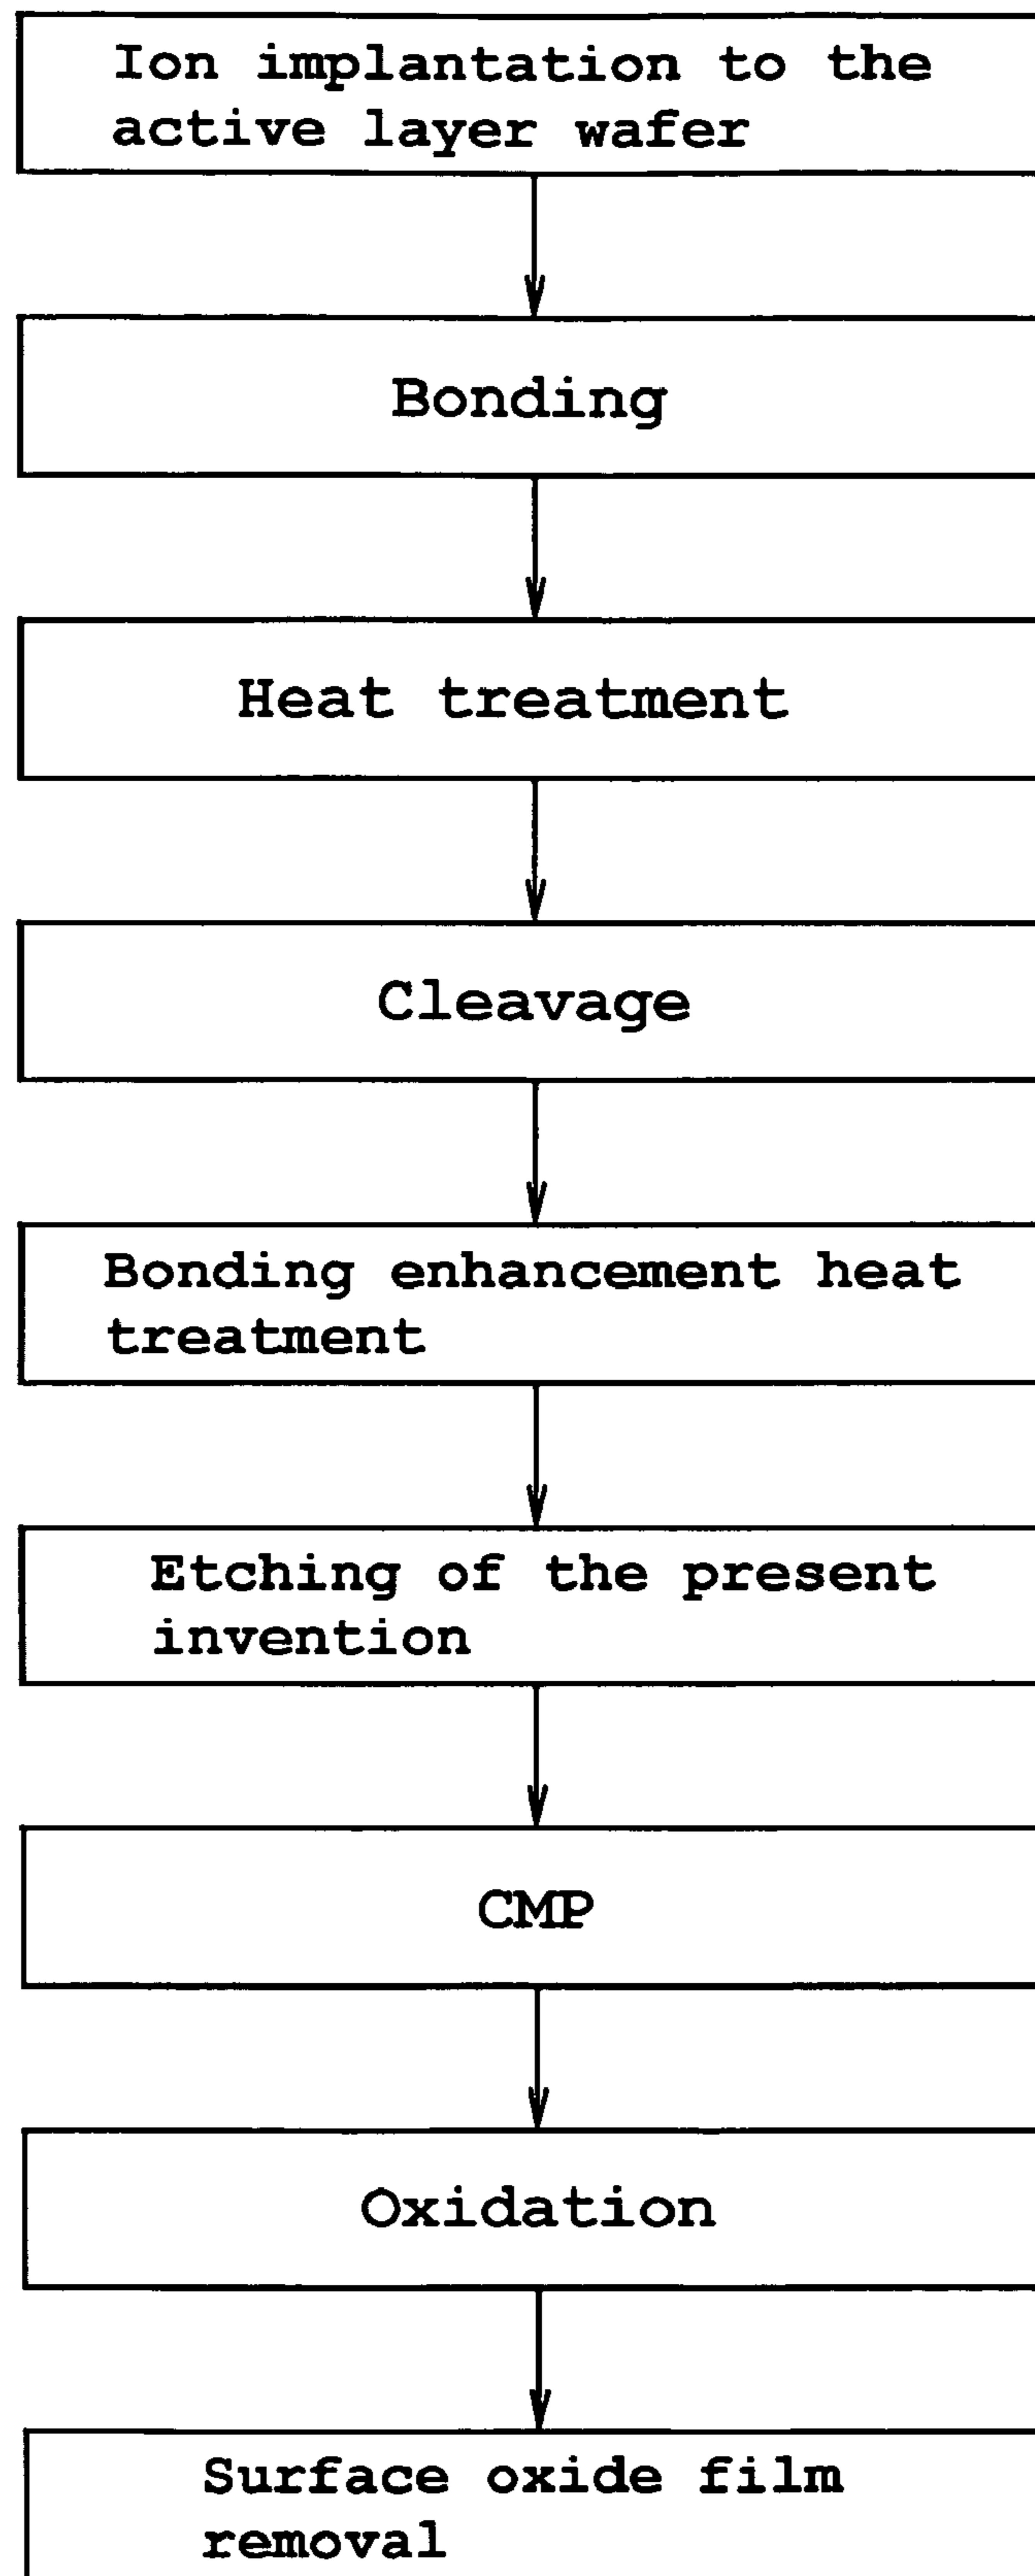 Ion implantation to the
active layer wafer
Bonding
Heat treatment
Cleavage
Bonding enhancement heat
treatment
Etching of the present
invention
CMP
Oxidation
Surface oxide film
removal